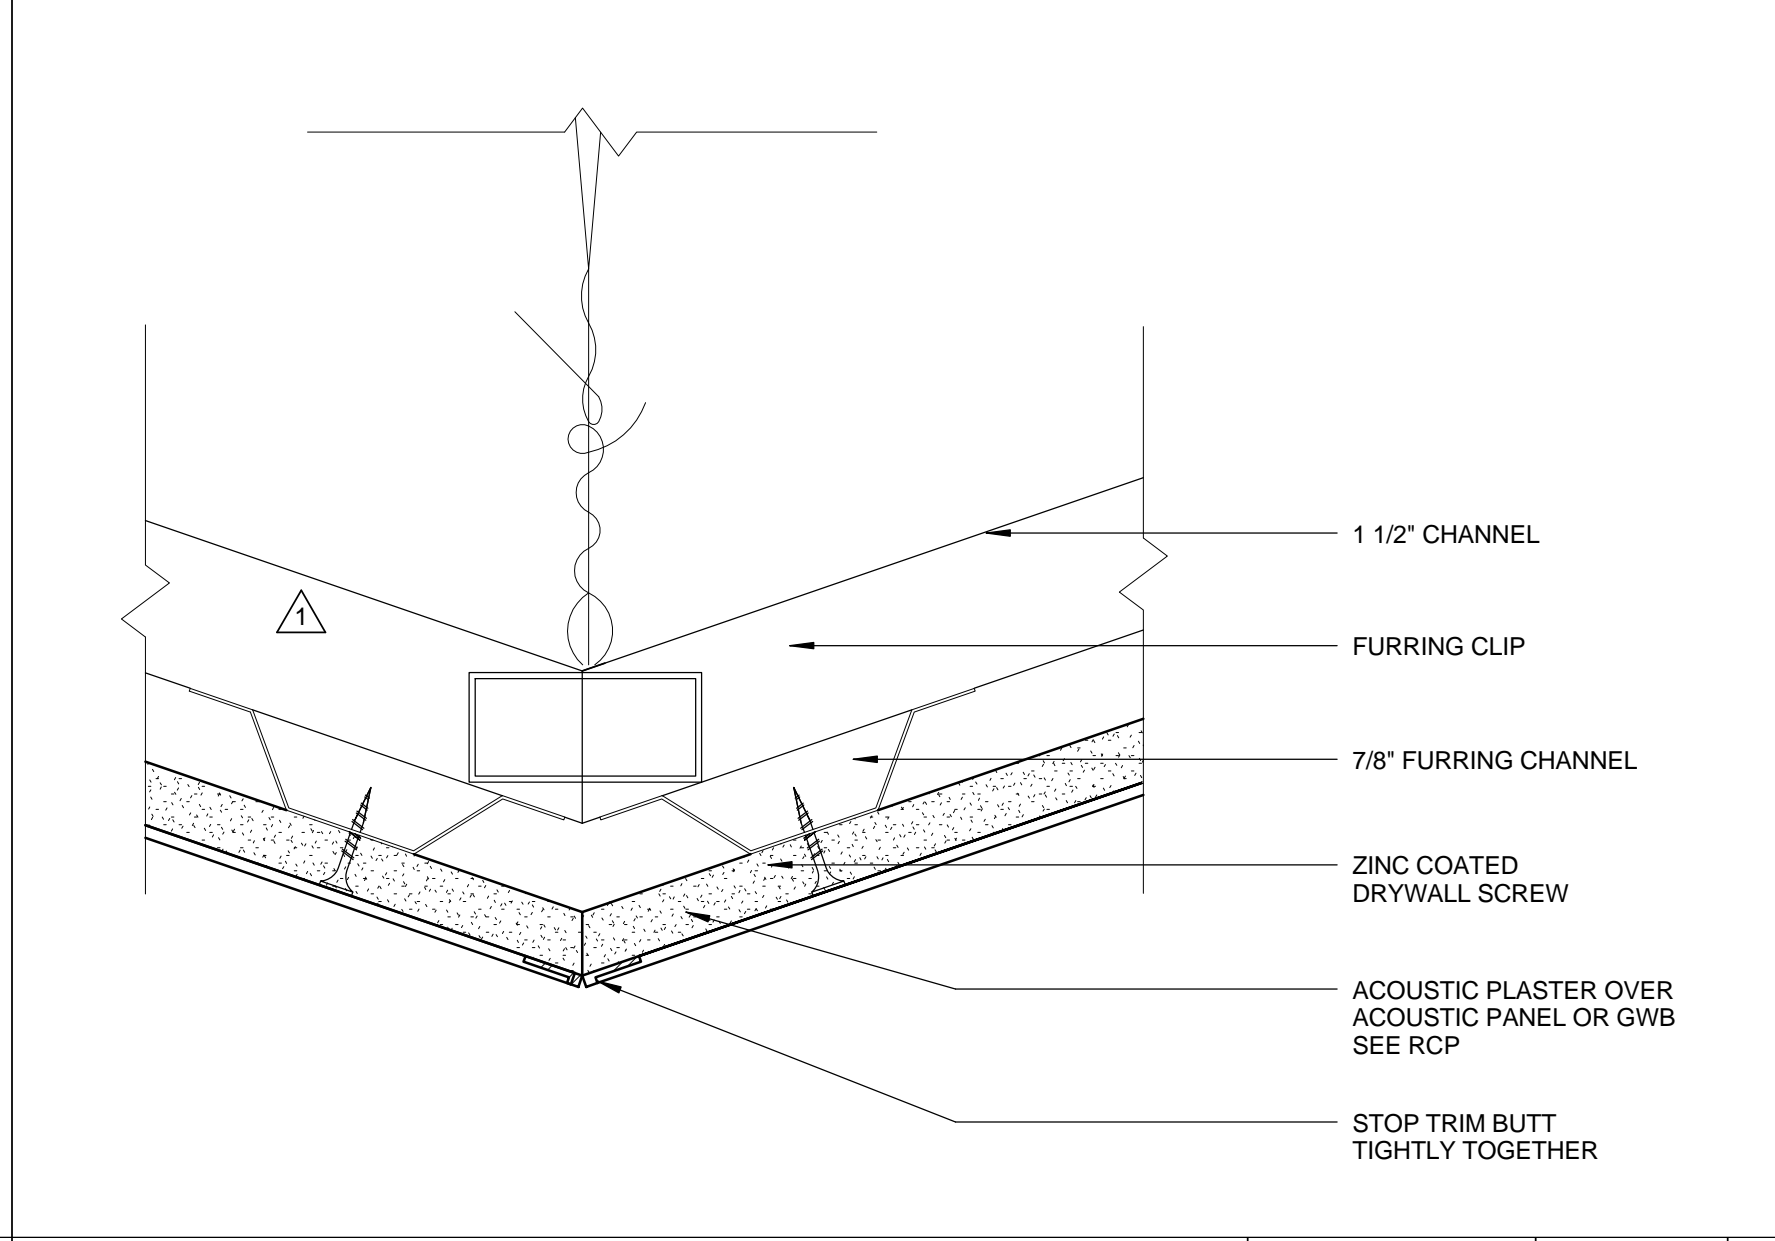 1 1/2" CHANNEL
1
FURRING CLIP
7/8" FURRING CHANNEL
ZINC COATED
DRYWALL SCREW
ACOUSTIC PLASTER OVER
ACOUSTIC PANEL OR GWB
SEE RCP
STOP TRIM BUTT
TIGHTLY TOGETHER